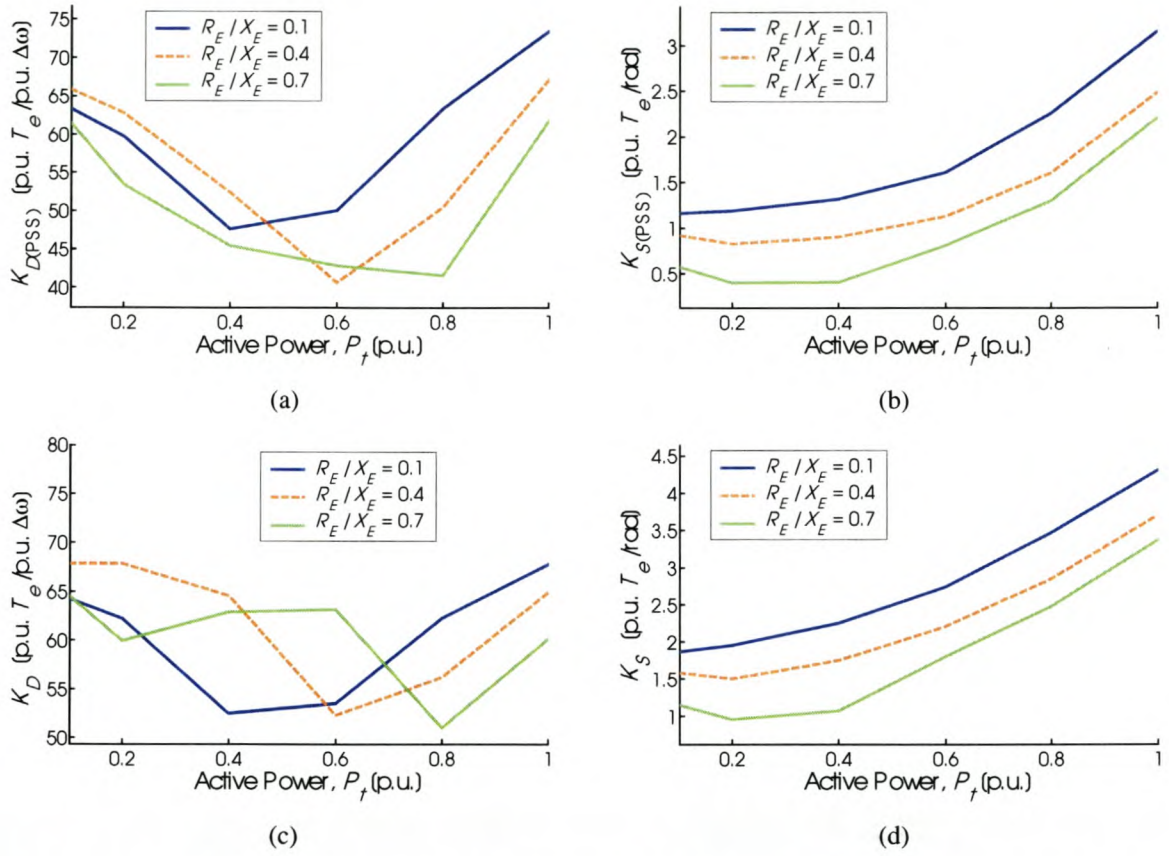 75
70
65
60
55
50
45
40
K_D(PSS) (p.u. T_e/p.u. Δω)
R_E / X_E = 0.1
R_E / X_E = 0.4
R_E / X_E = 0.7
0.2 0.4 0.6 0.8 1
Active Power, P_t (p.u.)
(a)
3
2.5
2
1.5
1
0.5
K_S(PSS) (p.u. T_e/rad)
R_E / X_E = 0.1
R_E / X_E = 0.4
R_E / X_E = 0.7
0.2 0.4 0.6 0.8 1
Active Power, P_t (p.u.)
(b)
80
75
70
65
60
55
50
K_D (p.u. T_e/p.u. Δω)
R_E / X_E = 0.1
R_E / X_E = 0.4
R_E / X_E = 0.7
0.2 0.4 0.6 0.8 1
Active Power, P_t (p.u.)
(c)
4.5
4
3.5
3
2.5
2
1.5
1
K_S (p.u. T_e/rad)
R_E / X_E = 0.1
R_E / X_E = 0.4
R_E / X_E = 0.7
0.2 0.4 0.6 0.8 1
Active Power, P_t (p.u.)
(d)